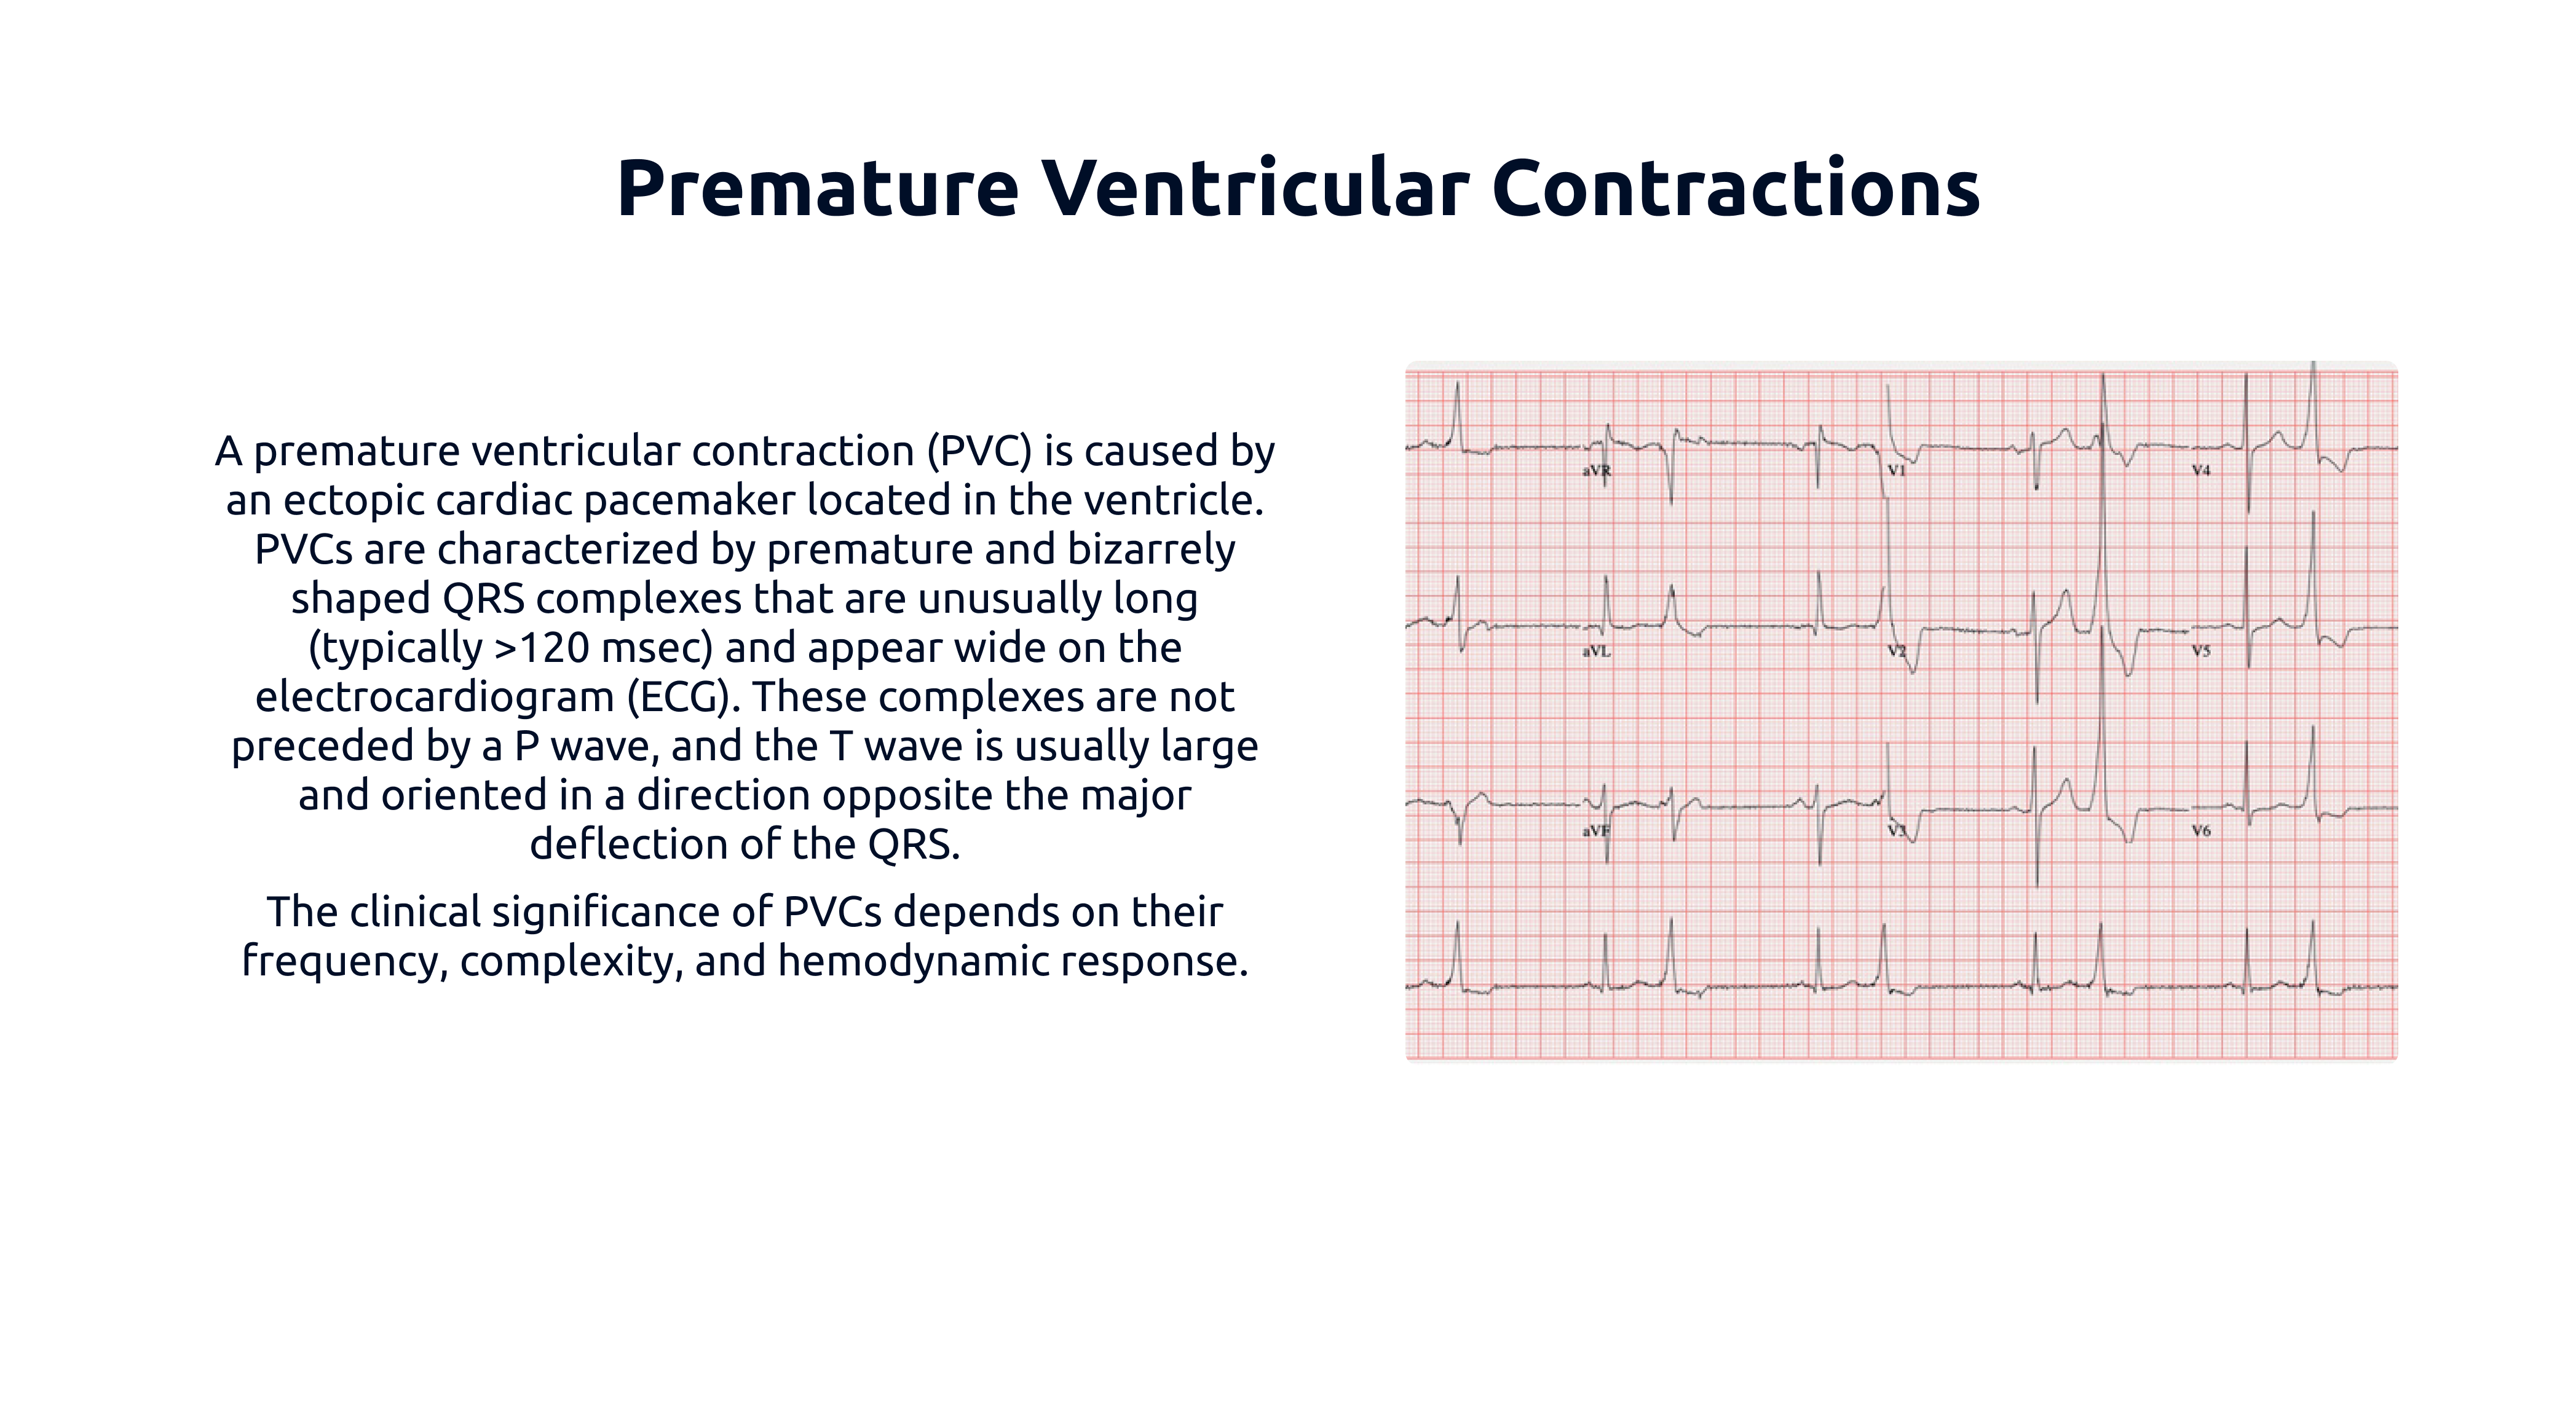 Premature Ventricular Contractions
A premature ventricular contraction (PVC) is caused by
an ectopic cardiac pacemaker located in the ventricle.
PVCs are characterized by premature and bizarrely
shaped QRS complexes that are unusually long
(typically >120 msec) and appear wide on the
electrocardiogram (ECG). These complexes are not
preceded by a P wave, and the T wave is usually large
and oriented in a direction opposite the major
deflection of the QRS.
The clinical significance of PVCs depends on their
frequency, complexity, and hemodynamic response.
aVR V1 V4
aVL V2 V5
aVF V3 V6